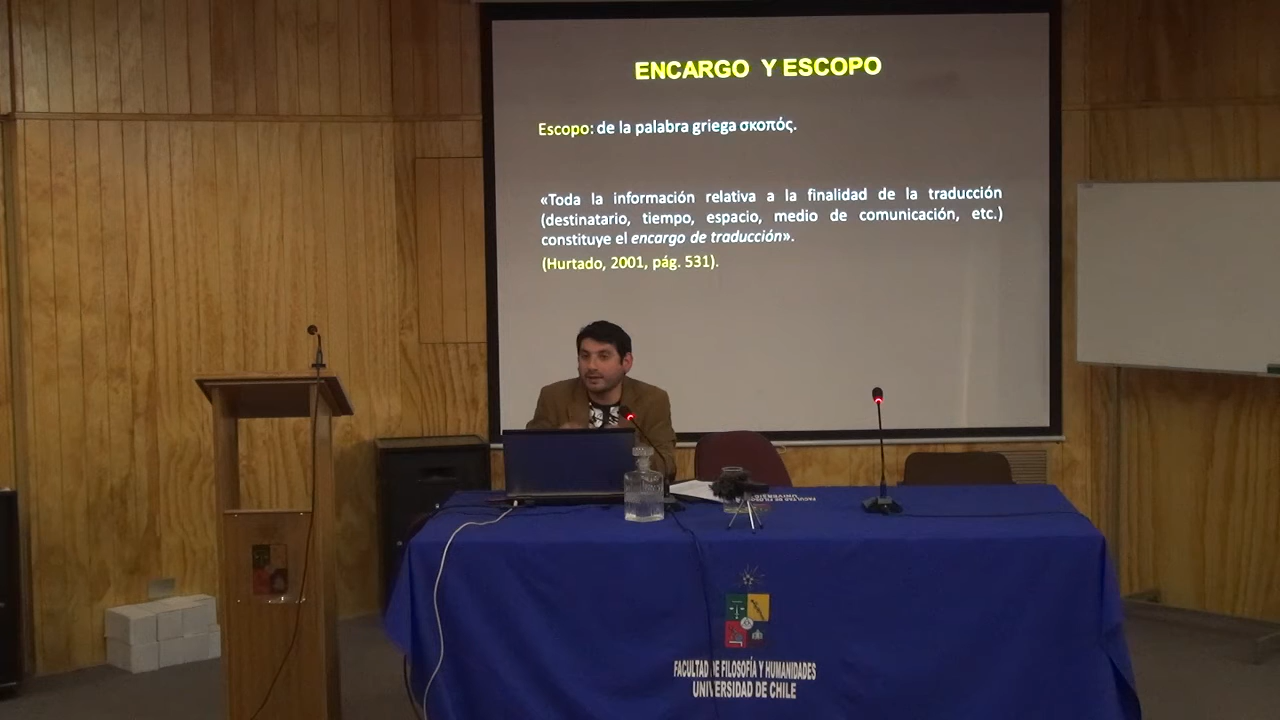 ENCARGO Y ESCOPO
Escopo: de la palabra griega σκοπός.
«Toda la información relativa a la finalidad de la traducción
(destinatario, tiempo, espacio, medio de comunicación, etc.)
constituye el encargo de traducción».
(Hurtado, 2001, pág. 531).
FACULTAD DE FILOSOFÍA Y HUMANIDADES
UNIVERSIDAD DE CHILE